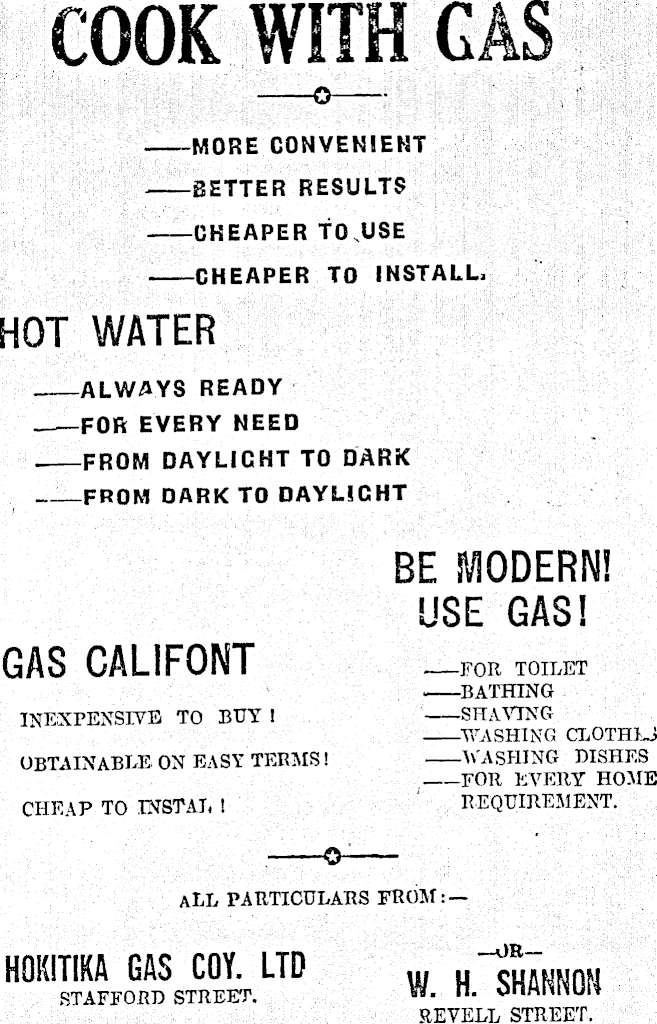 COOK WITH GAS
——MORE CONVENIENT
——BETTER RESULTS
——CHEAPER TO USE
——CHEAPER TO INSTALL.
HOT WATER
——ALWAYS READY
——FOR EVERY NEED
——FROM DAYLIGHT TO DARK
——FROM DARK TO DAYLIGHT
BE MODERN!
USE GAS!
GAS CALIFONT
INEXPENSIVE TO BUY!
OBTAINABLE ON EASY TERMS!
CHEAP TO INSTAL!
——FOR TOILET
——BATHING
——SHAVING
——WASHING CLOTHES
——WASHING DISHES
——FOR EVERY HOME
REQUIREMENT.
ALL PARTICULARS FROM:—
HOKITIKA GAS COY. LTD
STAFFORD STREET.
—OR—
W. H. SHANNON
REVELL STREET.